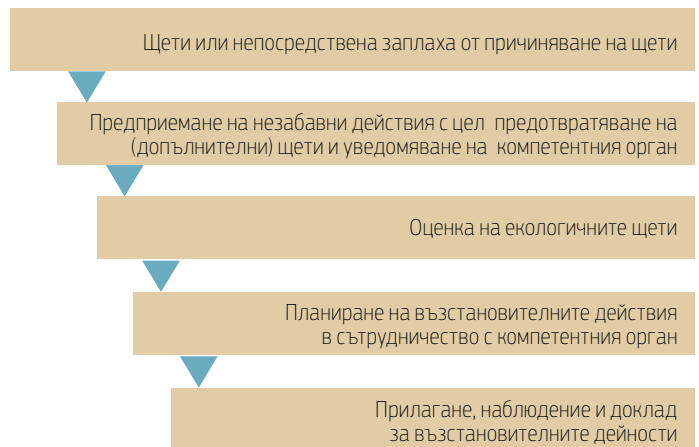 Щети или непосредствена заплаха от причиняване на щети
Предприемане на незабавни действия с цел предотвратяване на
(допълнителни) щети и уведомяване на компетентния орган
Оценка на екологичните щети
Планиране на възстановителните действия
в сътрудничество с компетентния орган
Прилагане, наблюдение и доклад
за възстановителните дейности